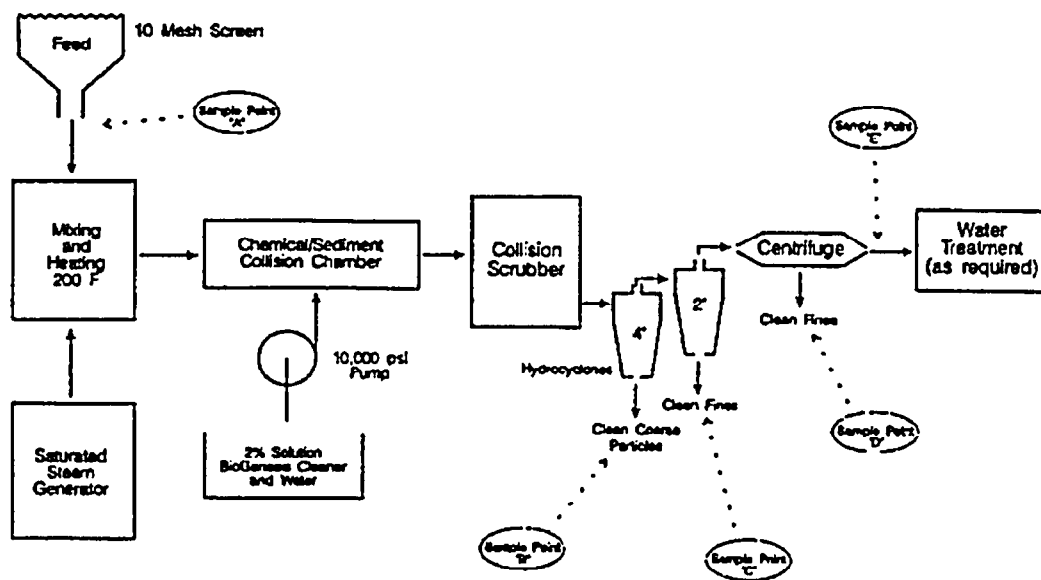 10 Mesh Screen
Feed
Sample Point
"A"
Sample Point
"E"
Mixing
and
Heating
200 F
Chemical/Sediment
Collision Chamber
Collision
Scrubber
Centrifuge
Water
Treatment
(as required)
2"
4"
Clean Fines
10,000 psi
Pump
Hydrocyclones
Clean Fines
Clean Coarse
Particles
Sample Point
"D"
Saturated
Steam
Generator
2% Solution
BioGenesis Cleaner
and Water
Sample Point
"B"
Sample Point
"C"